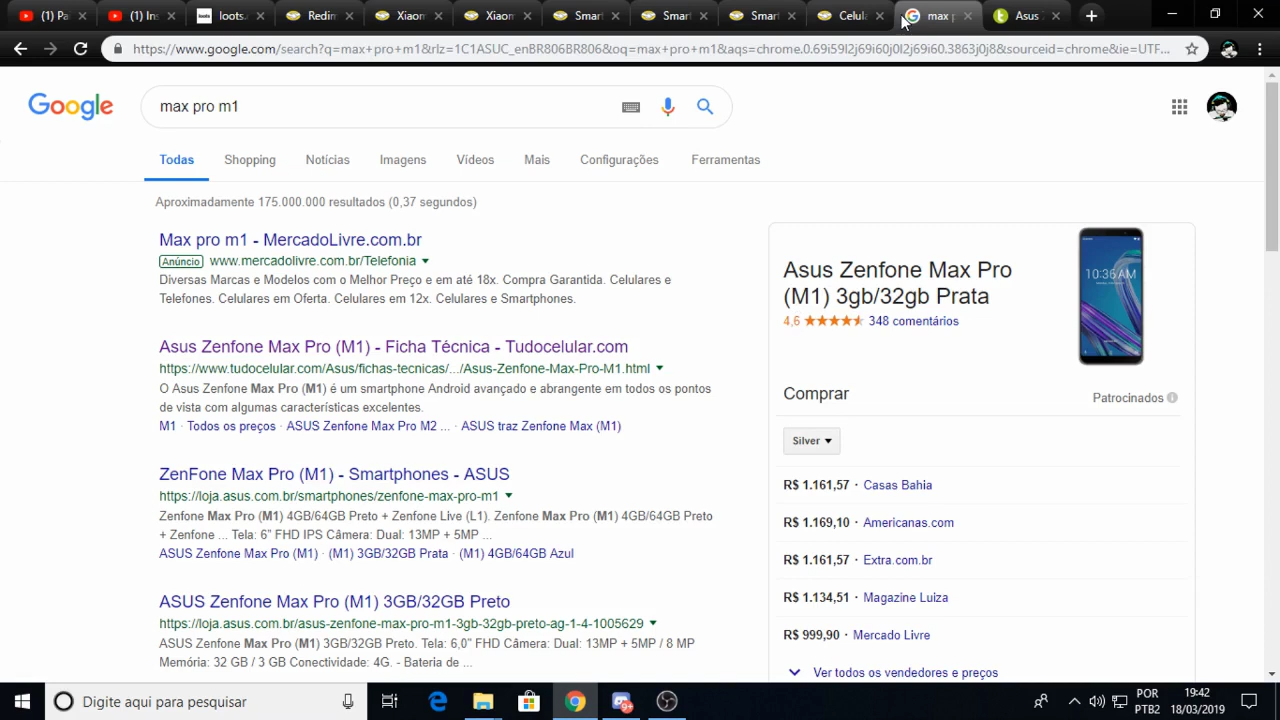 (1) Pa
(1) Ins
loots.
Redin
Xiaom
Xiaom
Smart
Smart
Smart
Celula
max p
Asus Z
https://www.google.com/search?q=max+pro+m1&rlz=1C1ASUC_enBR806BR806&oq=max+pro+m1&aqs=chrome.0.69i59l2j69i60j0l2j69i60.3863j0j8&sourceid=chrome&ie=UTF...
Google
max pro m1
Todas Shopping Notícias Imagens Vídeos Mais Configurações Ferramentas
Aproximadamente 175.000.000 resultados (0,37 segundos)
Max pro m1 - MercadoLivre.com.br
Anúncio www.mercadolivre.com.br/Telefonia
Diversas Marcas e Modelos com o Melhor Preço e em até 18x. Compra Garantida. Celulares e
Telefones. Celulares em Oferta. Celulares em 12x. Celulares e Smartphones.
Asus Zenfone Max Pro (M1) - Ficha Técnica - Tudocelular.com
https://www.tudocelular.com/Asus/fichas-tecnicas/.../Asus-Zenfone-Max-Pro-M1.html
O Asus Zenfone Max Pro (M1) é um smartphone Android avançado e abrangente em todos os pontos
de vista com algumas características excelentes.
M1 · Todos os preços · ASUS Zenfone Max Pro M2 ... · ASUS traz Zenfone Max (M1)
ZenFone Max Pro (M1) - Smartphones - ASUS
https://loja.asus.com.br/smartphones/zenfone-max-pro-m1
Zenfone Max Pro (M1) 4GB/64GB Preto + Zenfone Live (L1). Zenfone Max Pro (M1) 4GB/64GB Preto
+ Zenfone ... Tela: 6" FHD IPS Câmera: Dual: 13MP + 5MP ...
ASUS Zenfone Max Pro (M1) · (M1) 3GB/32GB Prata · (M1) 4GB/64GB Azul
ASUS Zenfone Max Pro (M1) 3GB/32GB Preto
https://loja.asus.com.br/asus-zenfone-max-pro-m1-3gb-32gb-preto-ag-1-4-1005629
ASUS Zenfone Max Pro (M1) 3GB/32GB Preto. Tela: 6,0" FHD Câmera: Dual: 13MP + 5MP / 8 MP
Memória: 32 GB / 3 GB Conectividade: 4G. - Bateria de ...
Asus Zenfone Max Pro
(M1) 3gb/32gb Prata
4,6 348 comentários
10:36 AM
Comprar
Patrocinados
Silver
R$ 1.161,57 · Casas Bahia
R$ 1.169,10 · Americanas.com
R$ 1.161,57 · Extra.com.br
R$ 1.134,51 · Magazine Luiza
R$ 999,90 · Mercado Livre
Ver todos os vendedores e preços
Digite aqui para pesquisar
POR
PTB2
19:42
18/03/2019